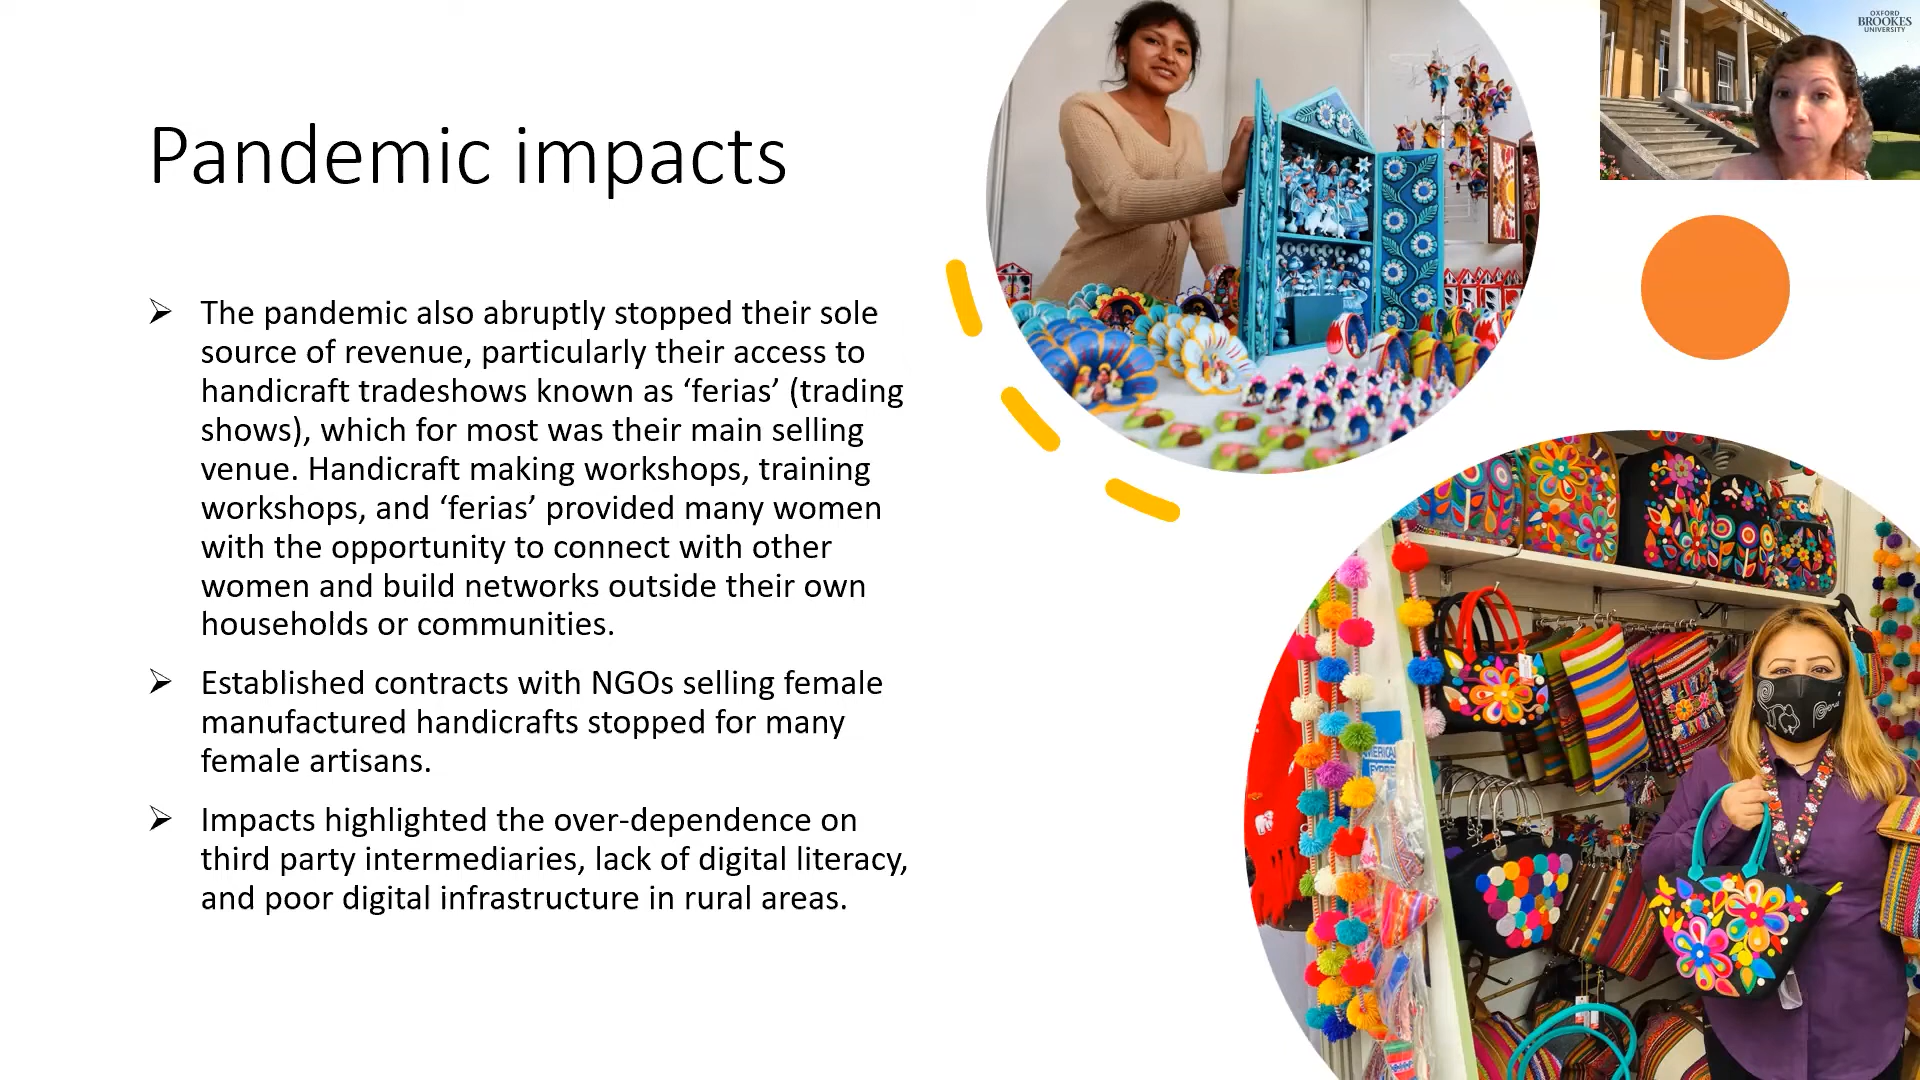 OXFORD
BROOKES
UNIVERSITY
Pandemic impacts
➢ The pandemic also abruptly stopped their sole
source of revenue, particularly their access to
handicraft tradeshows known as ‘ferias’ (trading
shows), which for most was their main selling
venue. Handicraft making workshops, training
workshops, and ‘ferias’ provided many women
with the opportunity to connect with other
women and build networks outside their own
households or communities.
➢ Established contracts with NGOs selling female
manufactured handicrafts stopped for many
female artisans.
➢ Impacts highlighted the over-dependence on
third party intermediaries, lack of digital literacy,
and poor digital infrastructure in rural areas.